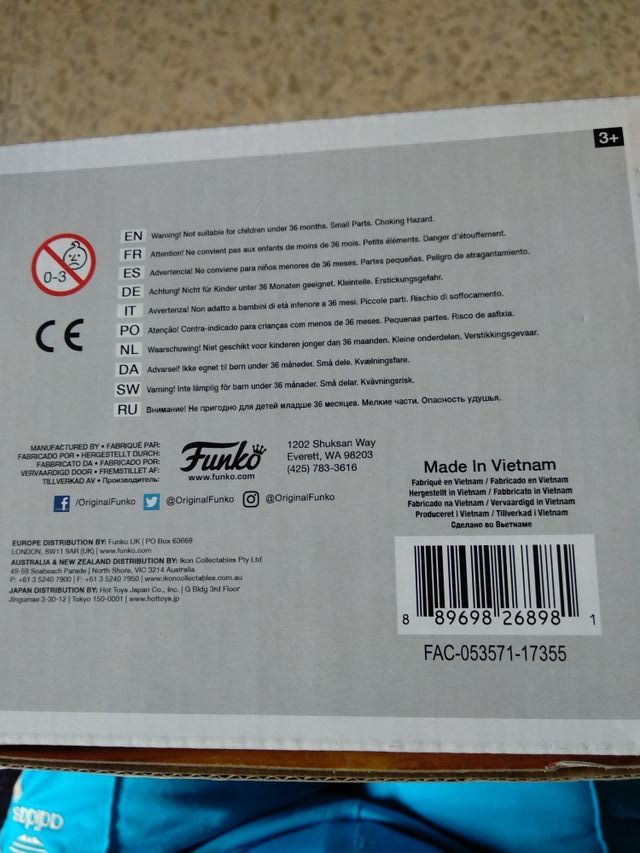 3+
0-3
EN Warning! Not suitable for children under 36 months. Small Parts. Choking Hazard.
FR Attention! Ne convient pas aux enfants de moins de 36 mois. Petits éléments. Danger d'étouffement.
ES Advertencia! No conviene para niños menores de 36 meses. Partes pequeñas. Peligro de atragantamiento.
DE Achtung! Nicht für Kinder unter 36 Monaten geeignet. Kleinteile. Erstickungsgefahr.
IT Avvertenza! Non adatto a bambini di età inferiore a 36 mesi. Piccole parti. Rischio di soffocamento.
PO Atenção! Contra-indicado para crianças com menos de 36 meses. Pequenas partes. Risco de asfixia.
NL Waarschuwing! Niet geschikt voor kinderen jonger dan 36 maanden. Kleine onderdelen. Verstikkingsgevaar.
DA Advarsel! Ikke egnet til børn under 36 måneder. Små dele. Kvælningsfare.
SW Varning! Inte lämplig för barn under 36 månader. Små delar. Kvävningsrisk.
RU Внимание! Не пригодно для детей младше 36 месяцев. Мелкие части. Опасность удушья.
CE
MANUFACTURED BY • FABRIQUÉ PAR:
FABRICADO POR • HERGESTELLT DURCH:
FABBRICATO DA • FABRICADO POR:
VERVAARDIGD DOOR • FREMSTILLET AF:
TILLVERKAD AV • Производитель:
Funko
www.funko.com
1202 Shuksan Way
Everett, WA 98203
(425) 783-3616
/OriginalFunko @OriginalFunko @OriginalFunko
EUROPE DISTRIBUTION BY: Funko UK | PO Box 63668
LONDON, SW11 9AR (UK) | www.funko.com
AUSTRALIA & NEW ZEALAND DISTRIBUTION BY: Ikon Collectables Pty Ltd
49-59 Seabeach Parade | North Shore, VIC 3214 Australia
P: +61 3 5240 7900 | F: +61 3 5240 7950 | www.ikoncollectables.com.au
JAPAN DISTRIBUTION BY: Hot Toys Japan Co., Inc. | G Bldg 3rd Floor
Jingumae 3-30-12 | Tokyo 150-0001 | www.hottoys.jp
Made In Vietnam
Fabriqué en Vietnam / Fabricado en Vietnam
Hergestellt in Vietnam / Fabbricato in Vietnam
Fabricado na Vietnam / Vervaardigd in Vietnam
Produceret i Vietnam / Tillverkad i Vietnam
Сделано во Вьетнаме
8 89698 26898 1
FAC-053571-17355
adidas